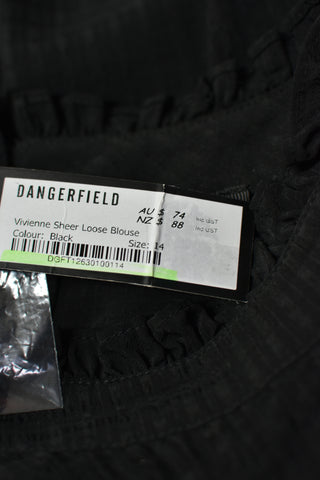 DANGERFIELD
AU $ 74 inc GST
NZ $ 88 inc GST
Vivienne Sheer Loose Blouse
Colour: Black Size: 14
DGFT12630100114